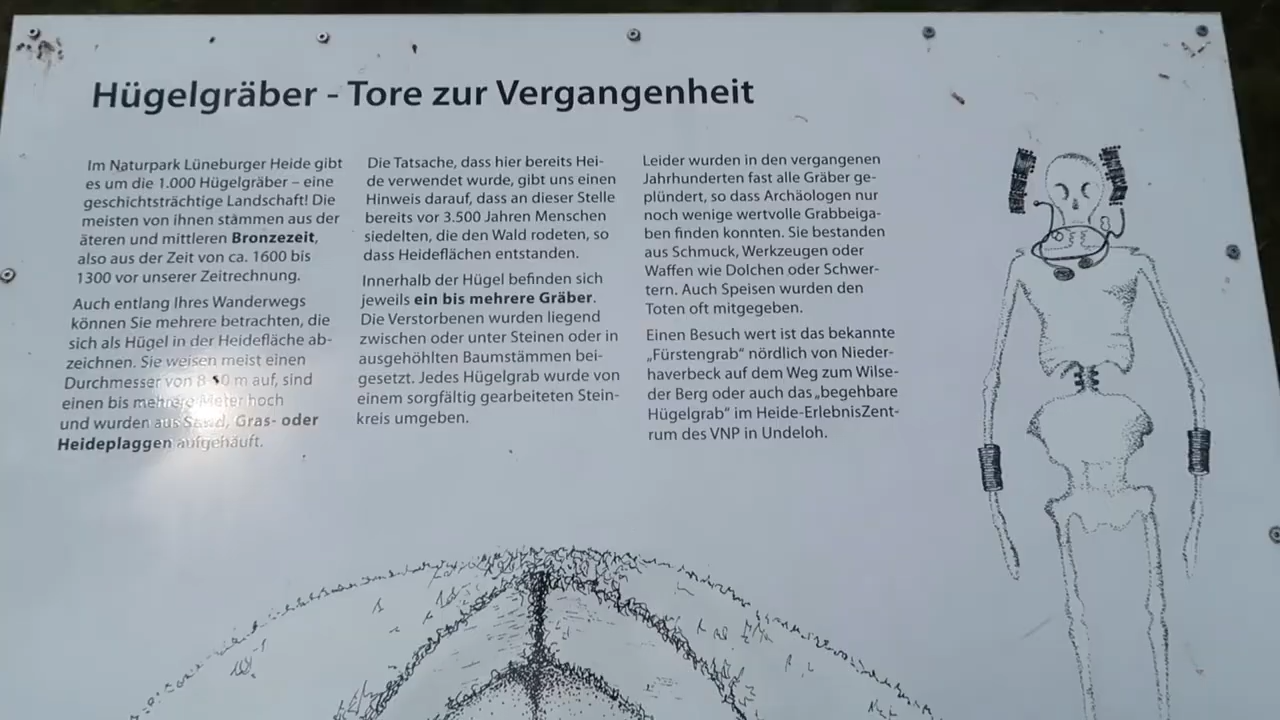 Hügelgräber - Tore zur Vergangenheit
Im Naturpark Lüneburger Heide gibt
es um die 1.000 Hügelgräber – eine
geschichtsträchtige Landschaft! Die
meisten von ihnen stammen aus der
äteren und mittleren Bronzezeit,
also aus der Zeit von ca. 1600 bis
1300 vor unserer Zeitrechnung.
Auch entlang Ihres Wanderwegs
können Sie mehrere betrachten, die
sich als Hügel in der Heidefläche ab-
zeichnen. Sie weisen meist einen
Durchmesser von m auf, sind
einen bis mehrere Meter hoch
und wurden aus Sand, Gras- oder
Heideplaggen aufgehäuft.
Die Tatsache, dass hier bereits Hei-
de verwendet wurde, gibt uns einen
Hinweis darauf, dass an dieser Stelle
bereits vor 3.500 Jahren Menschen
siedelten, die den Wald rodeten, so
dass Heideflächen entstanden.
Innerhalb der Hügel befinden sich
jeweils ein bis mehrere Gräber.
Die Verstorbenen wurden liegend
zwischen oder unter Steinen oder in
ausgehöhlten Baumstämmen bei-
gesetzt. Jedes Hügelgrab wurde von
einem sorgfältig gearbeiteten Stein-
kreis umgeben.
Leider wurden in den vergangenen
Jahrhunderten fast alle Gräber ge-
plündert, so dass Archäologen nur
noch wenige wertvolle Grabbeiga-
ben finden konnten. Sie bestanden
aus Schmuck, Werkzeugen oder
Waffen wie Dolchen oder Schwer-
tern. Auch Speisen wurden den
Toten oft mitgegeben.
Einen Besuch wert ist das bekannte
„Fürstengrab“ nördlich von Nieder-
haverbeck auf dem Weg zum Wilse-
der Berg oder auch das „begehbare
Hügelgrab“ im Heide-ErlebnisZent-
rum des VNP in Undeloh.